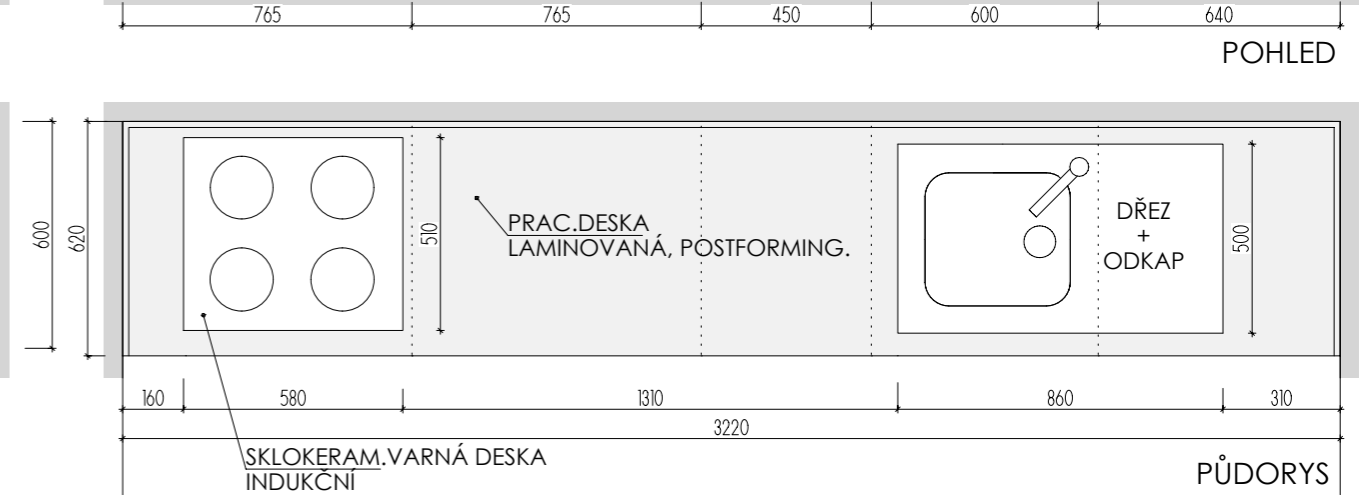 765 765 450 600 640
POHLED
600
620
510
PRAC.DESKA
LAMINOVANÁ, POSTFORMING.
DŘEZ
+
ODKAP
500
160 580 1310 860 310
3220
SKLOKERAM.VARNÁ DESKA
INDUKČNÍ
PŮDORYS